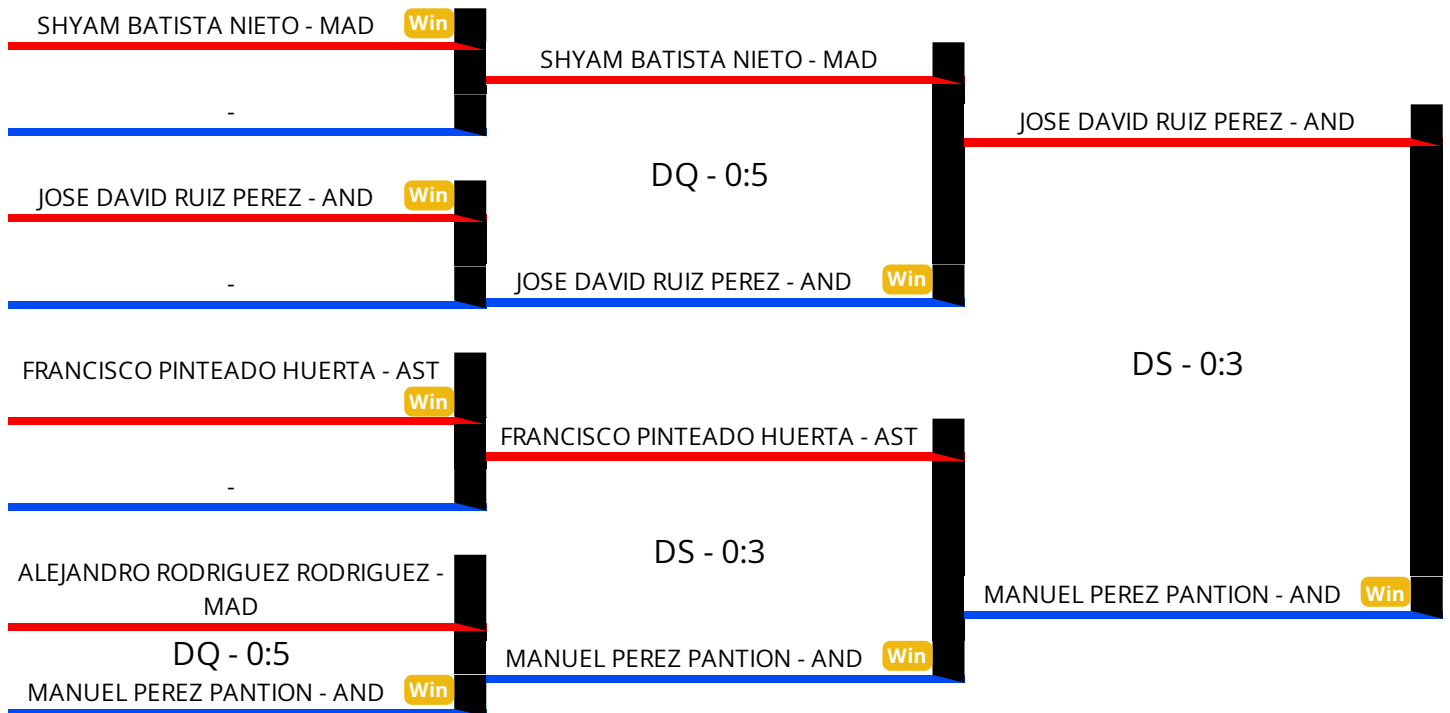 SHYAM BATISTA NIETO - MAD Win
-
JOSE DAVID RUIZ PEREZ - AND Win
-
FRANCISCO PINTEADO HUERTA - AST
Win
-
ALEJANDRO RODRIGUEZ RODRIGUEZ -
MAD
DQ - 0:5
MANUEL PEREZ PANTION - AND Win
SHYAM BATISTA NIETO - MAD
DQ - 0:5
JOSE DAVID RUIZ PEREZ - AND Win
FRANCISCO PINTEADO HUERTA - AST
DS - 0:3
MANUEL PEREZ PANTION - AND Win
JOSE DAVID RUIZ PEREZ - AND
DS - 0:3
MANUEL PEREZ PANTION - AND Win